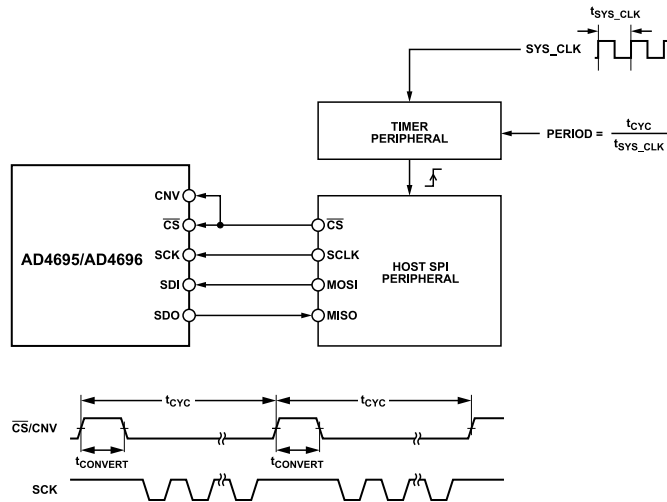 tSYS_CLK
SYS_CLK
TIMER
PERIPHERAL
PERIOD = tCYC
tSYS_CLK
CNV
CS
SCK
SDI
SDO
AD4695/AD4696
CS
SCLK
MOSI
MISO
HOST SPI
PERIPHERAL
tCYC
tCYC
CS/CNV
tCONVERT
tCONVERT
SCK